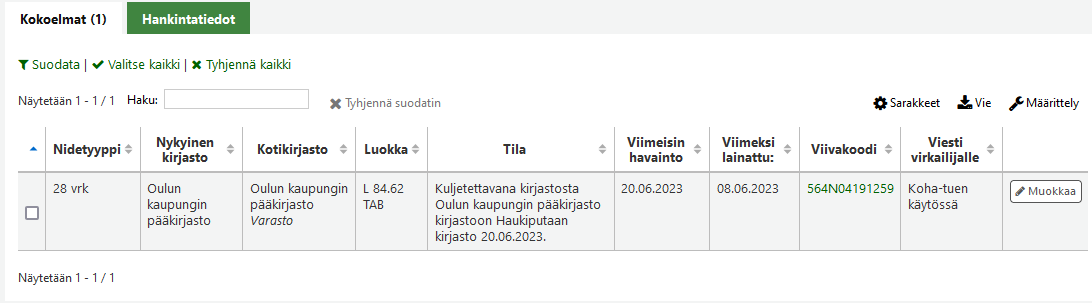 Kokoelmat (1) Hankintatiedot
Suodata | Valitse kaikki | Tyhjennä kaikki
Näytetään 1 - 1 / 1 Haku: Tyhjennä suodatin Sarakkeet Vie Määrittely
Nidetyyppi Nykyinen kirjasto Kotikirjasto Luokka Tila Viimeisin havainto Viimeksi lainattu: Viivakoodi Viesti virkailijalle
28 vrk Oulun kaupungin pääkirjasto Oulun kaupungin pääkirjasto Varasto L 84.62 TAB Kuljetettavana kirjastosta Oulun kaupungin pääkirjasto kirjastoon Haukiputaan kirjasto 20.06.2023. 20.06.2023 08.06.2023 564N04191259 Koha-tuen käytössä Muokkaa
Näytetään 1 - 1 / 1